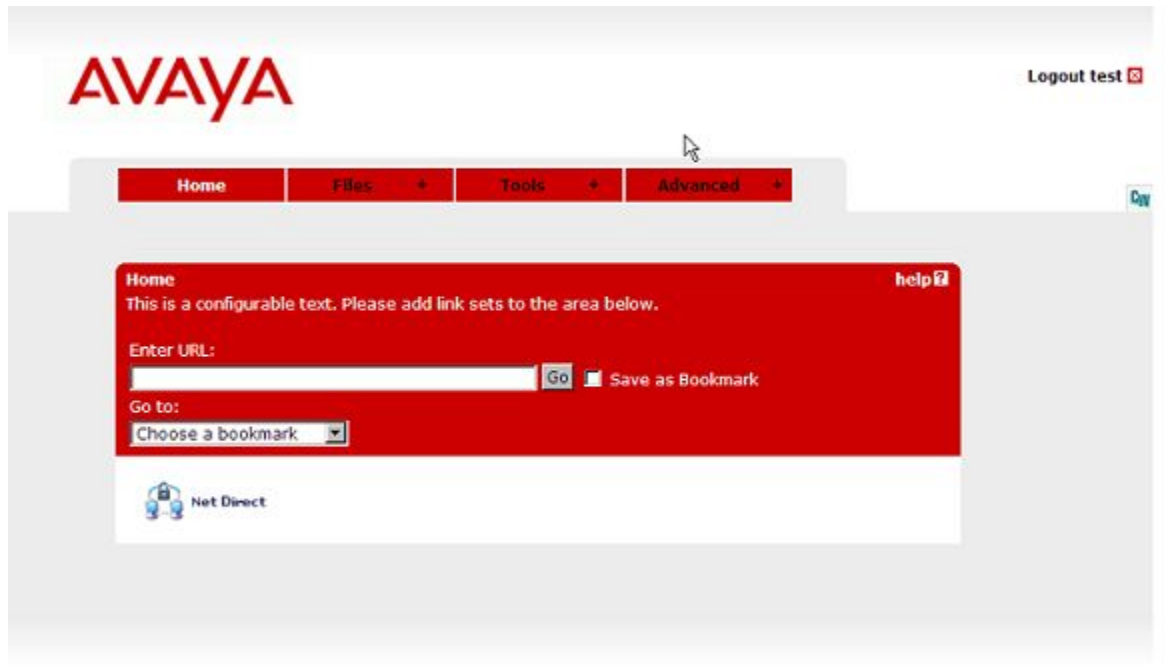 AVAYA
Logout test
Home Files + Tools + Advanced +
CW
Home help?
This is a configurable text. Please add link sets to the area below.
Enter URL:
Go Save as Bookmark
Go to:
Choose a bookmark
Net Direct